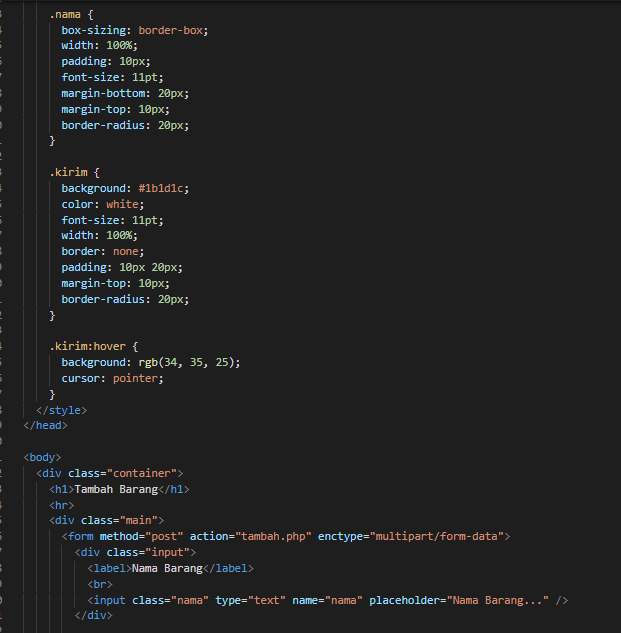 .nama {
box-sizing: border-box;
width: 100%;
padding: 10px;
font-size: 11pt;
margin-bottom: 20px;
margin-top: 10px;
border-radius: 20px;
}
.kirim {
background: #1b1d1c;
color: white;
font-size: 11pt;
width: 100%;
border: none;
padding: 10px 20px;
margin-top: 10px;
border-radius: 20px;
}
.kirim:hover {
background: rgb(34, 35, 25);
cursor: pointer;
}
</style>
</head>
<body>
<div class="container">
<h1>Tambah Barang</h1>
<hr>
<div class="main">
<form method="post" action="tambah.php" enctype="multipart/form-data">
<div class="input">
<label>Nama Barang</label>
<br>
<input class="nama" type="text" name="nama" placeholder="Nama Barang..." />
</div>